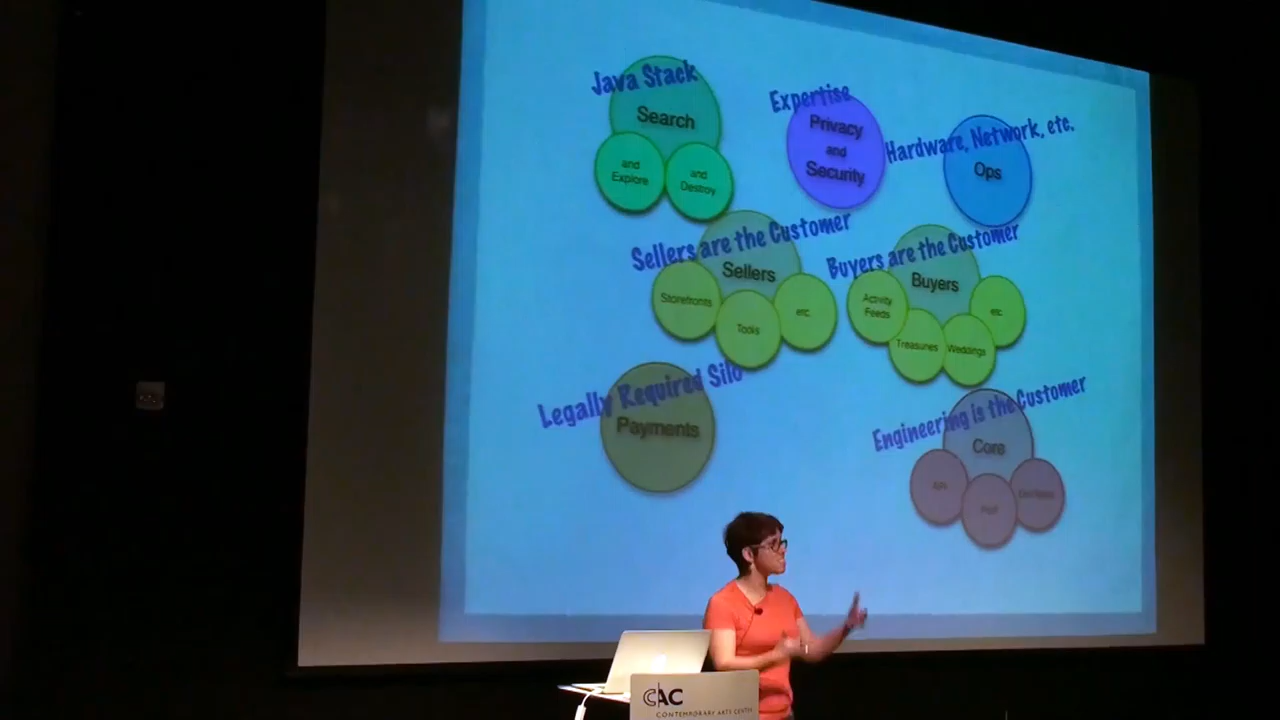 Java Stack
Search
and
Explore
and
Destroy
Expertise
Privacy
and
Security
Hardware, Network, etc.
Ops
Sellers are the Customer
Sellers
Storefronts
Tools
etc
Buyers are the Customer
Buyers
Activity
Feeds
Treasures
Weddings
etc
Legally Required Silo
Payments
Engineering is the Customer
Core
API
CAC
CONTEMPORARY ARTS CENTER